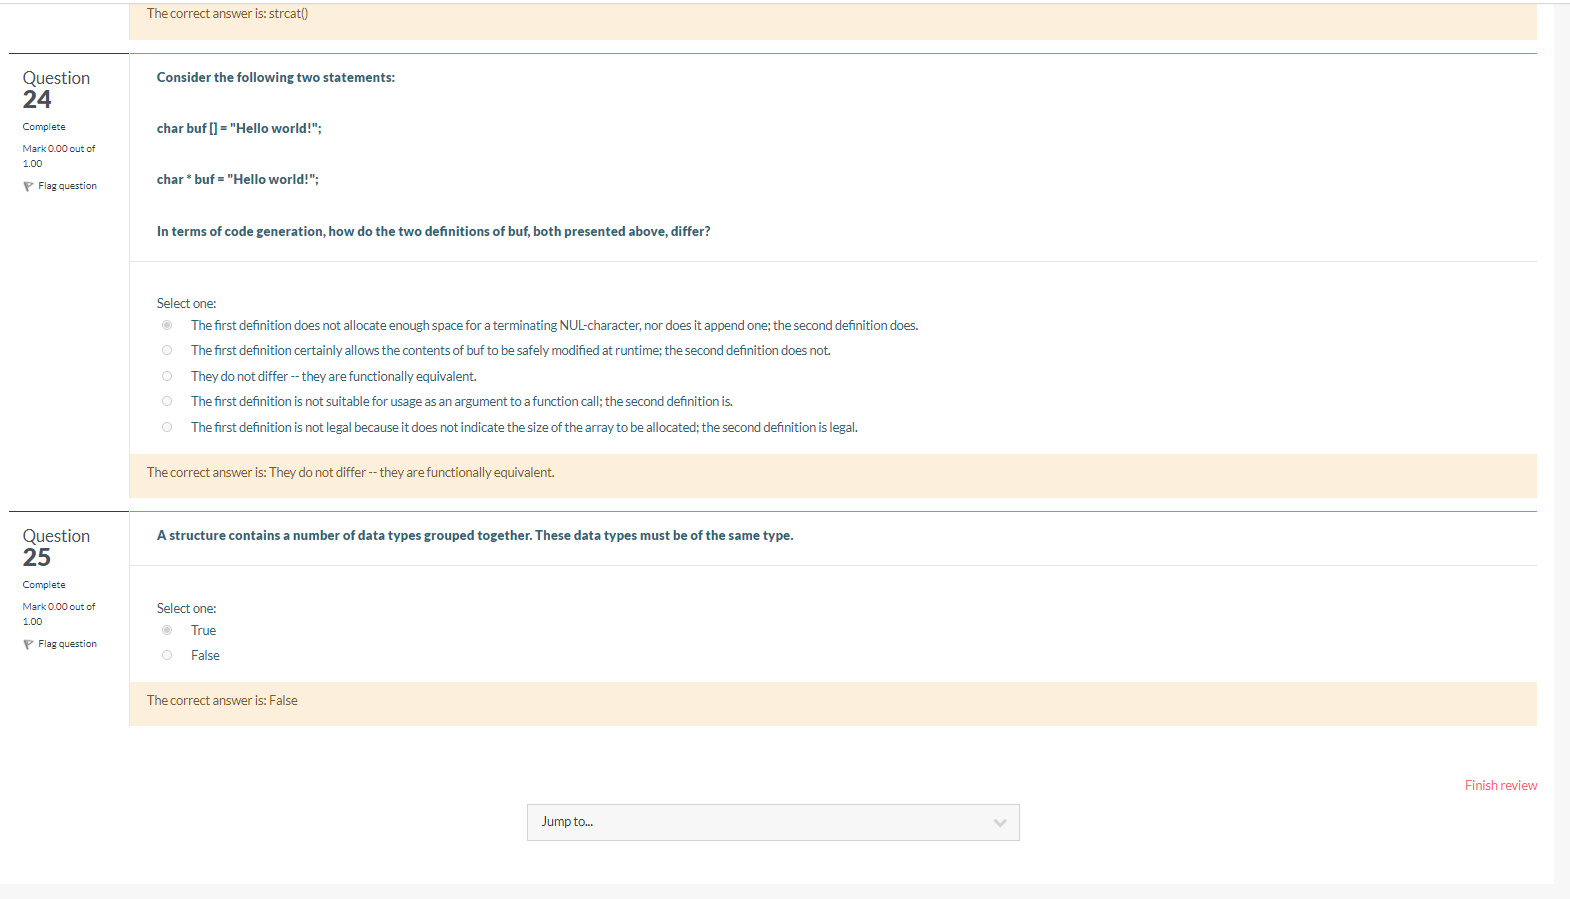 The correct answer is: strcat()
Question
24
Complete
Mark 0.00 out of
1.00
Flag question
Consider the following two statements:
char buf [] = "Hello world!";
char * buf = "Hello world!";
In terms of code generation, how do the two definitions of buf, both presented above, differ?
Select one:
The first definition does not allocate enough space for a terminating NUL-character, nor does it append one; the second definition does.
The first definition certainly allows the contents of buf to be safely modified at runtime; the second definition does not.
They do not differ -- they are functionally equivalent.
The first definition is not suitable for usage as an argument to a function call; the second definition is.
The first definition is not legal because it does not indicate the size of the array to be allocated; the second definition is legal.
The correct answer is: They do not differ -- they are functionally equivalent.
Question
25
Complete
Mark 0.00 out of
1.00
Flag question
A structure contains a number of data types grouped together. These data types must be of the same type.
Select one:
True
False
The correct answer is: False
Finish review
Jump to...